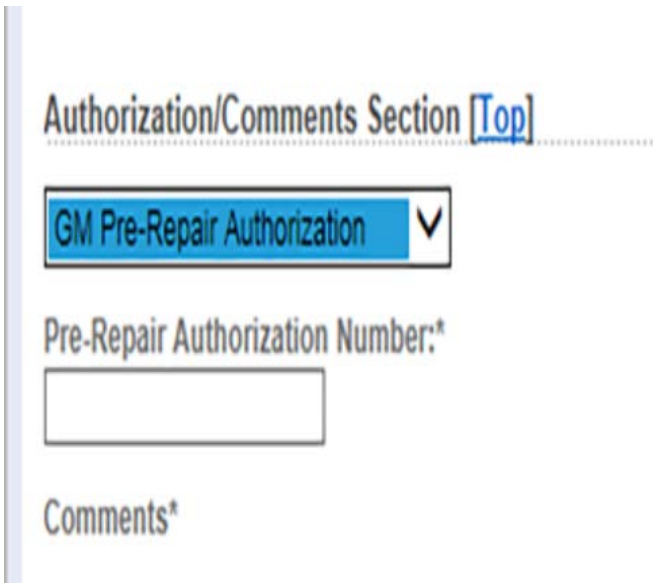 Authorization/Comments Section [Top]
GM Pre-Repair Authorization
Pre-Repair Authorization Number:*
Comments*